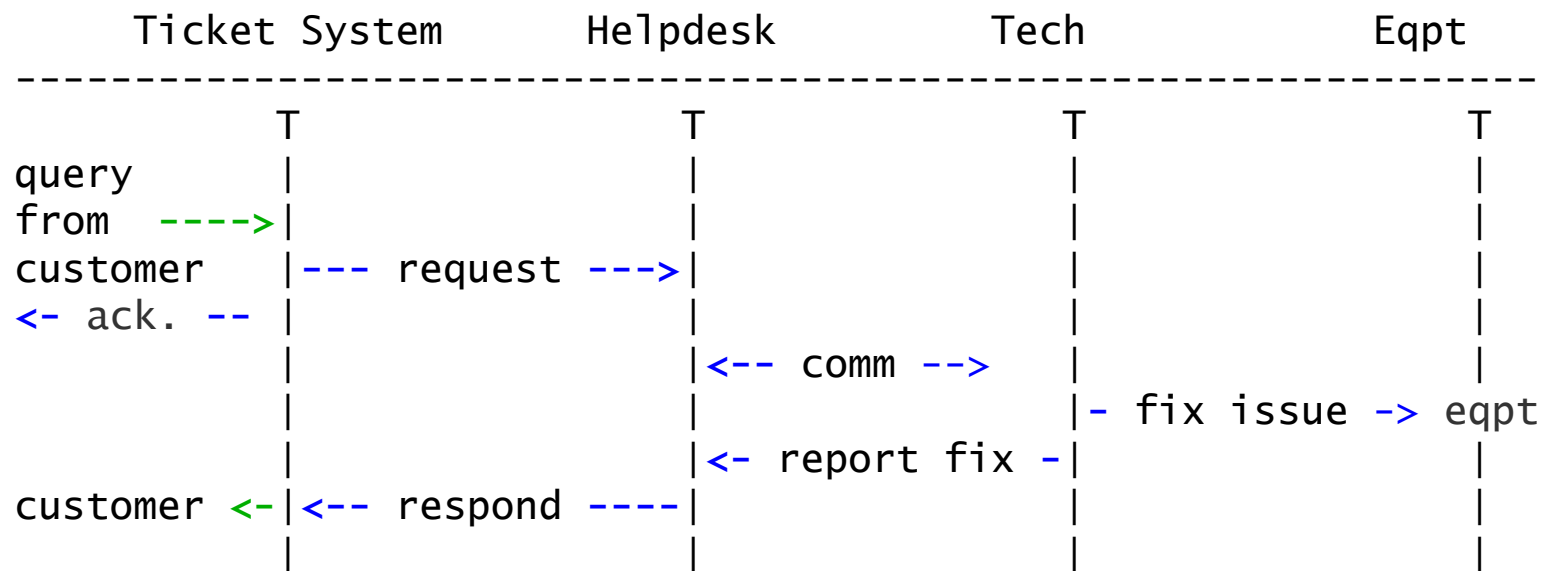 Ticket System      Helpdesk         Tech            Eqpt
----------------------------------------------------------------
T                T               T                T
query      |                |               |                |
from  ---->|                |               |                |
customer   |--- request --->|               |                |
<- ack. -- |                |               |                |
           |                |<-- comm -->   |                |
           |                |               |- fix issue -> eqpt
           |                |<- report fix -|                |
customer <-|<-- respond ----|               |                |
           |                |               |                |